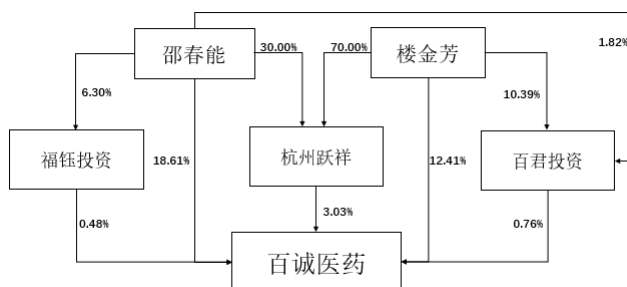 1.82%
邵春能
30.00%
70.00%
楼金芳
6.30%
10.39%
福钰投资
18.61%
杭州跃祥
12.41%
百君投资
0.48%
3.03%
0.76%
百诚医药